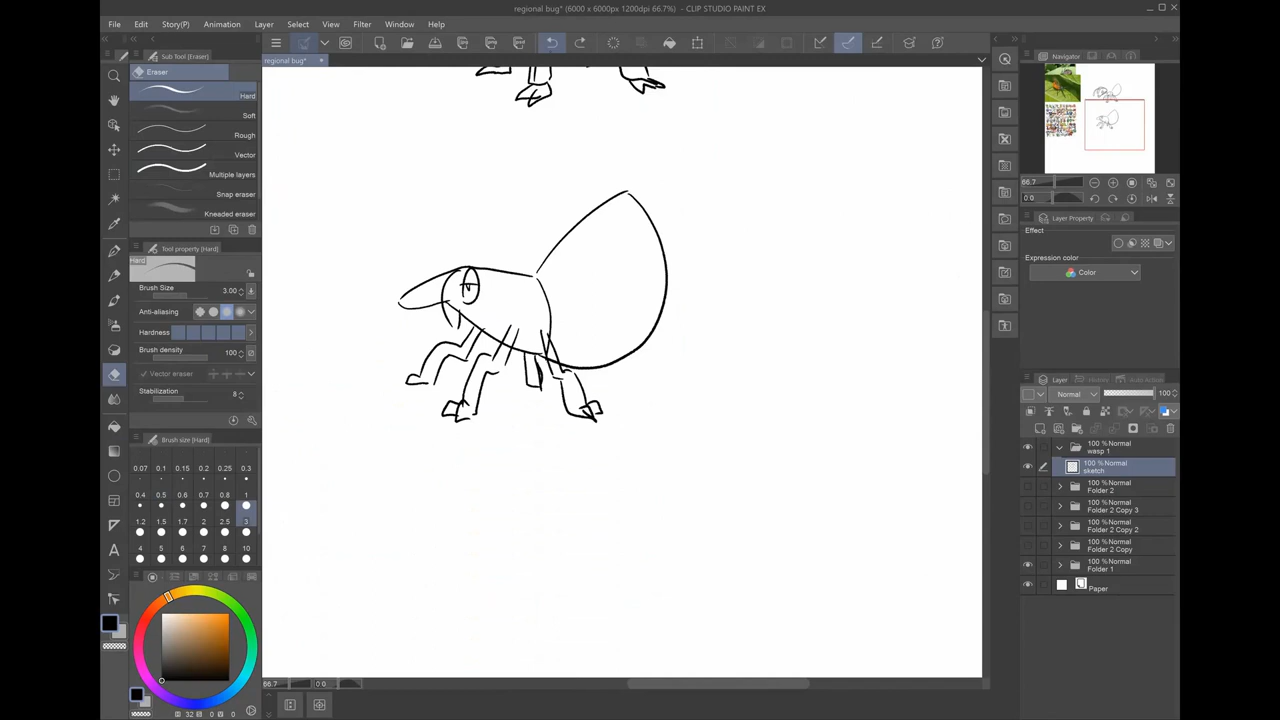 regional bug* (6000 x 6000px 1200dpi 66.7%) - CLIP STUDIO PAINT EX
File Edit Story(P) Animation Layer Select View Filter Window Help
Sub Tool [Eraser]
regional bug*
Navigator
Eraser
Hard
Soft
Rough
Vector
Multiple layers
Snap eraser
Kneaded eraser
Tool property [Hard]
Hard
Brush Size 3.00
Anti-aliasing
Hardness
Brush density 100
Vector eraser
Stabilization 8
Brush size [Hard]
0.07 0.1 0.15 0.2 0.25 0.3
0.4 0.5 0.6 0.7 0.8 1
1.2 1.5 1.7 2 2.5 3
4 5 6 7 8 10
H 32 S 0 V 0
66.7 0.0
66.7
0.0
Layer Property
Effect
Expression color
Color
Layer History Auto Action
Normal 100
100 %Normal
wasp 1
100 %Normal
sketch
100 %Normal
Folder 2
100 %Normal
Folder 2 Copy 3
100 %Normal
Folder 2 Copy 2
100 %Normal
Folder 2 Copy
100 %Normal
Folder 1
Paper